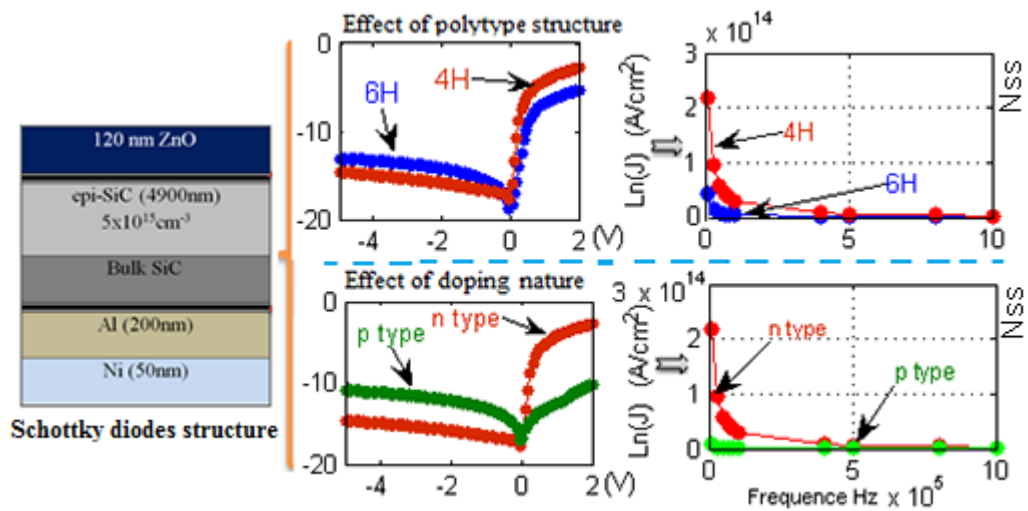 120 nm ZnO
epi-SiC (4900nm)
5x10¹⁵cm⁻³
Bulk SiC
Al (200nm)
Ni (50nm)
Schottky diodes structure
Effect of polytype structure
0
-10
-20
-4
-2
0
2 (V)
6H
4H
Ln(J) (A/cm²)
x 10¹⁴
3
2
1
0
0
5
10
4H
6H
Nss
Effect of doping nature
0
-10
-20
-4
-2
0
2 (V)
p type
n type
Ln(J) (A/cm²)
3 x 10¹⁴
2
1
0
0
5
10
n type
p type
Nss
Frequence Hz x 10⁵